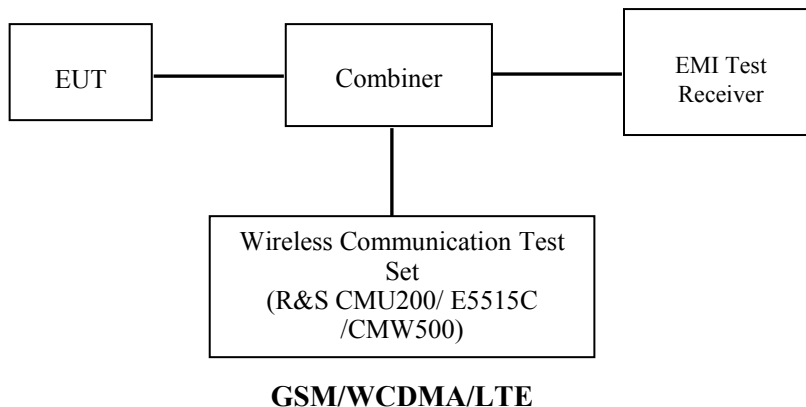 EUT
Combiner
EMI Test
Receiver
Wireless Communication Test
Set
(R&S CMU200/ E5515C
/CMW500)
GSM/WCDMA/LTE